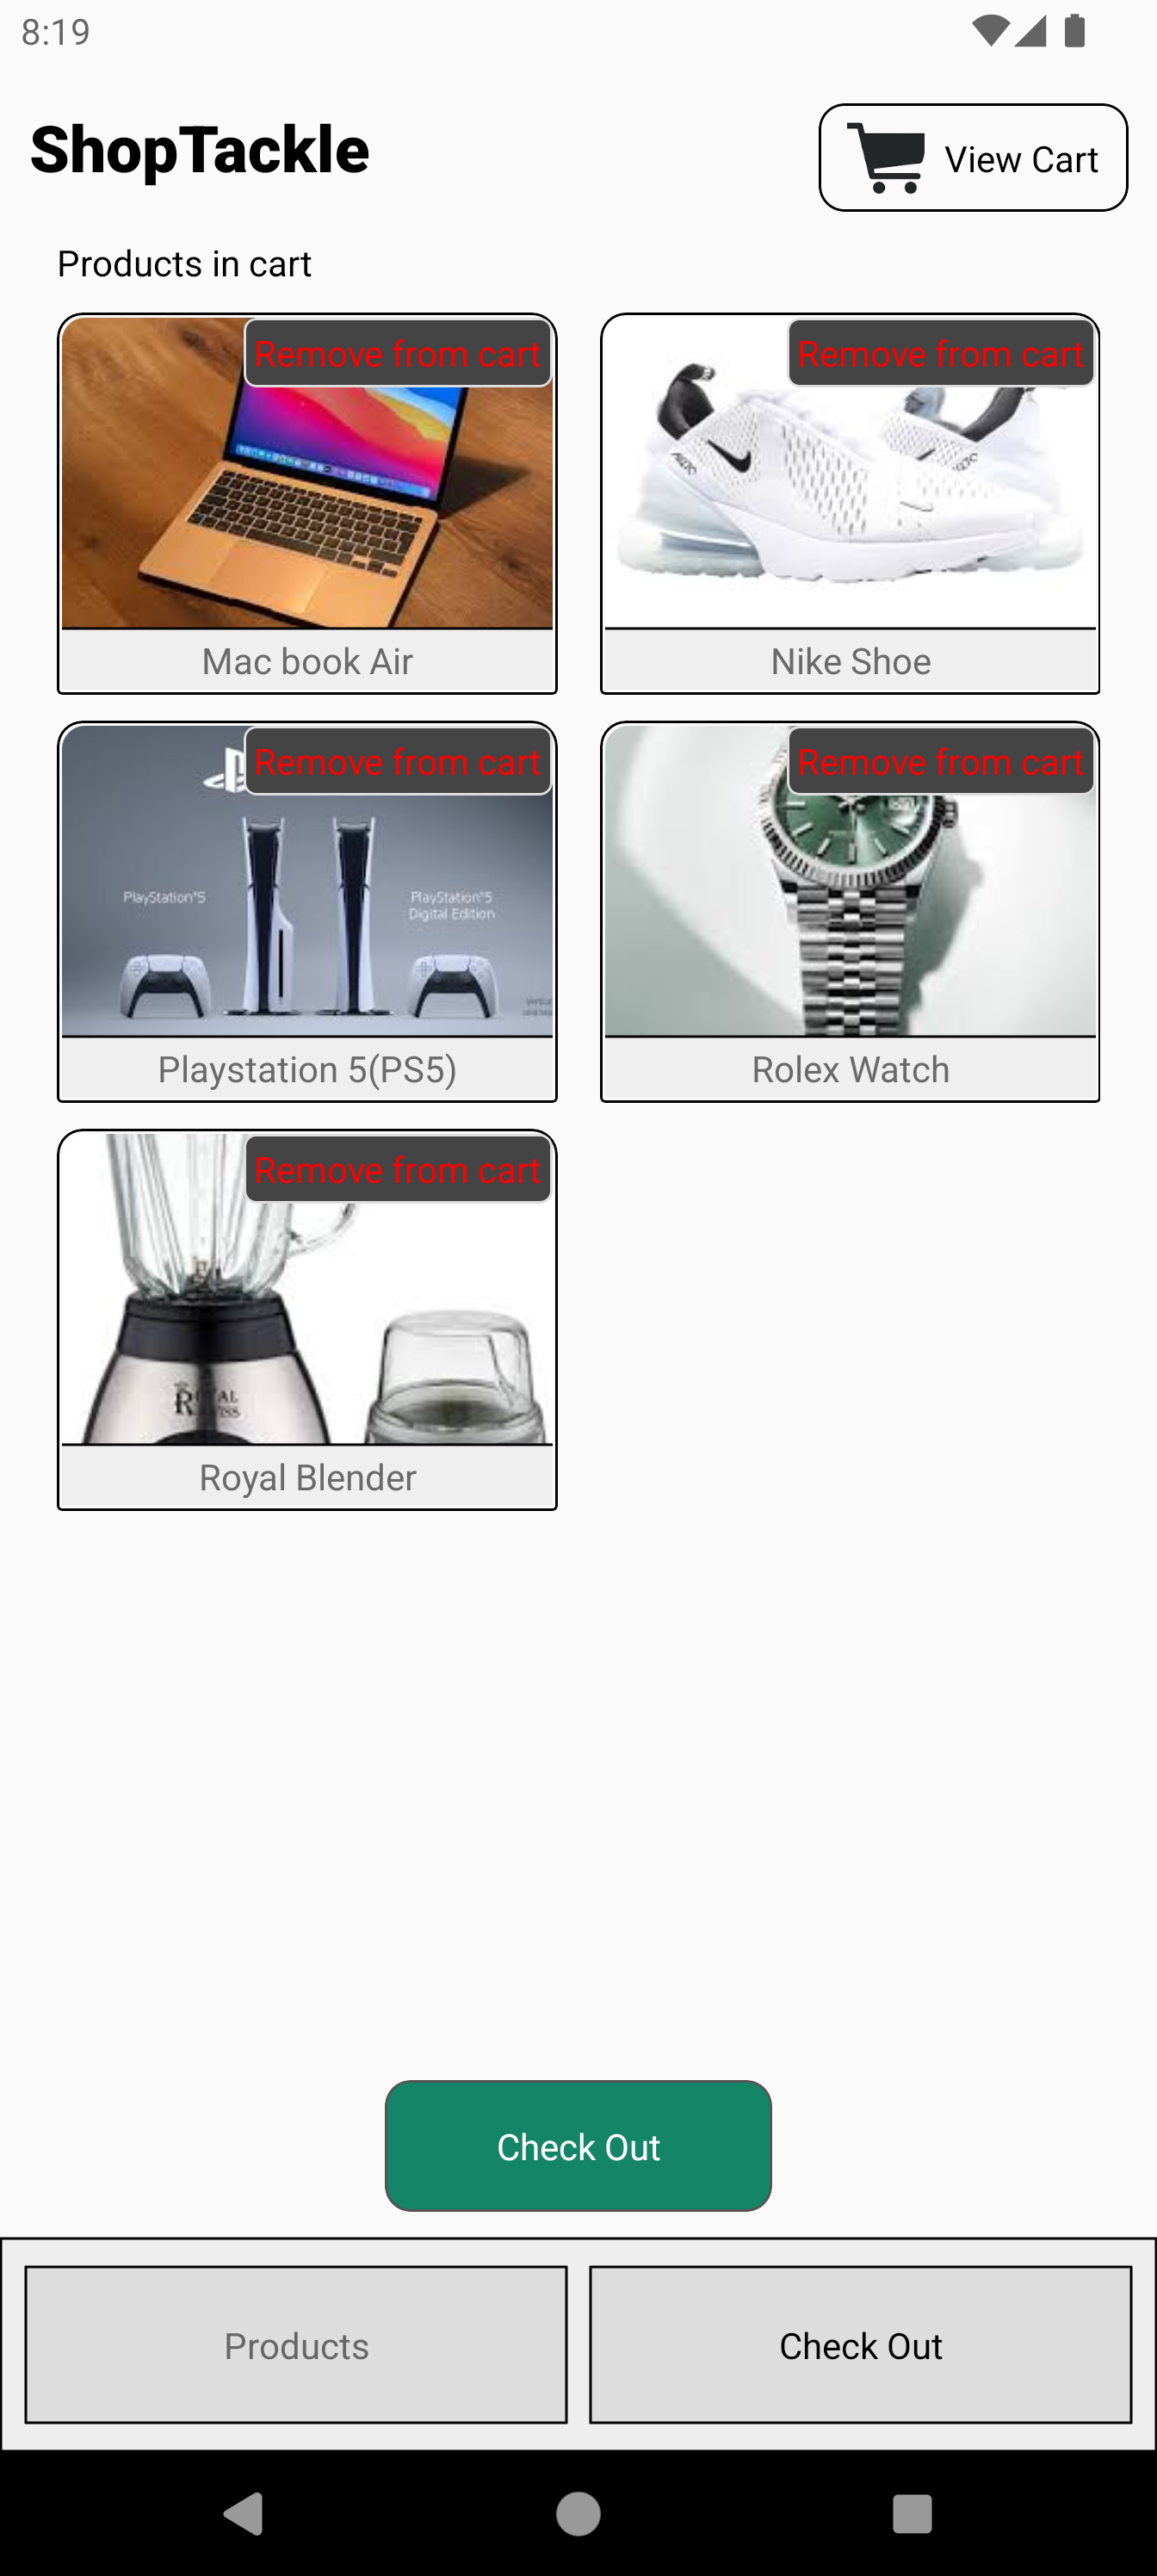 8:19
ShopTackle
View Cart
Products in cart
Remove from cart
Remove from cart
Mac book Air
Nike Shoe
Remove from cart
Remove from cart
PlayStation®5
PlayStation®5
Digital Edition
Playstation 5(PS5)
Rolex Watch
Remove from cart
Royal Blender
Check Out
Products
Check Out